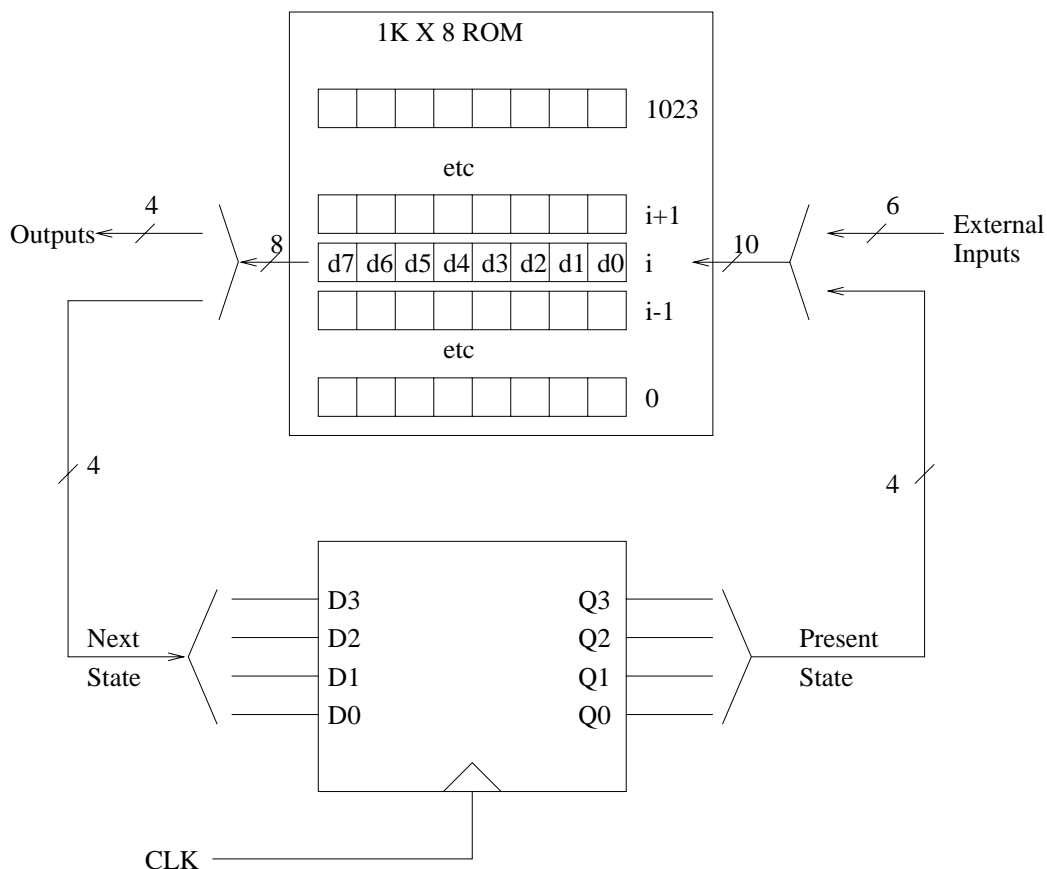 1K X 8 ROM
1023
etc
4
8
i+1
10
6
Outputs
External
Inputs
d7 d6 d5 d4 d3 d2 d1 d0 i
i-1
etc
0
4
4
D3 Q3
D2 Q2
Next
State
Present
State
D1 Q1
D0 Q0
CLK